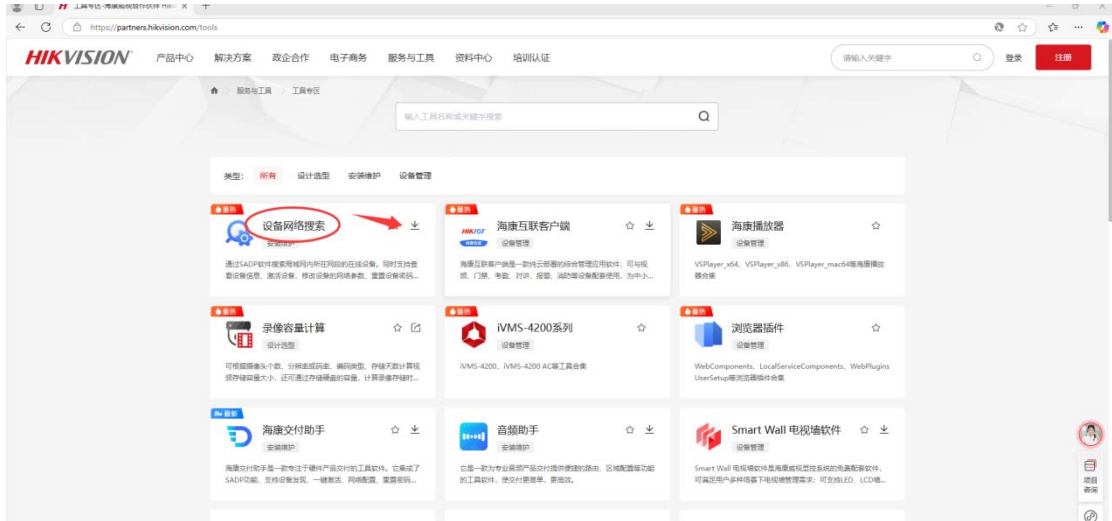 工具专区-海康威视合作伙伴 Hik
https://partners.hikvision.com/tools
HIKVISION 产品中心 解决方案 政企合作 电子商务 服务与工具 资料中心 培训认证 请输入关键字 登录 注册
服务与工具 > 工具专区
输入工具名称或关键字搜索
类型： 所有 设计选型 安装维护 设备管理
最热
设备网络搜索
安装维护
通过SADP软件搜索局域网内所在网段的在线设备。同时支持查
看设备信息、激活设备、修改设备的网络参数、重置设备密码...
最热
HIKIOT
海康互联
海康互联客户端
设备管理
海康互联客户端是一款纯云部署的综合管理应用软件，可与视
频、门禁、考勤、对讲、报警、消防等设备配套使用，为中小...
最热
海康播放器
设备管理
VSPlayer_x64、VSPlayer_x86、VSPlayer_mac64等海康播放
器合集
最热
录像容量计算
设计选型
可根据摄像头个数、分辨率或码率、编码类型、存储天数计算视
频存储容量大小，还可通过存储硬盘的容量，计算录像存储时...
最热
iVMS-4200系列
设备管理
iVMS-4200、iVMS-4200 AC等工具合集
最热
浏览器插件
设备管理
WebComponents、LocalServiceComponents、WebPlugins
UserSetup等浏览器插件合集
最新
海康交付助手
安装维护
海康交付助手是一款专注于硬件产品交付的工具软件。它集成了
SADP功能，支持设备发现、一键激活、网络配置、重置密码...
音频助手
安装维护
它是一款为专业音频产品交付提供便捷的路由、区域配置等功能
的工具软件，使交付更简单、更高效。
Smart Wall 电视墙软件
设备管理
Smart Wall 电视墙软件是海康威视显控系统的免费配套软件，
可满足用户多种场景下电视墙管理需求；可支持LED、LCD墙...
项目
咨询